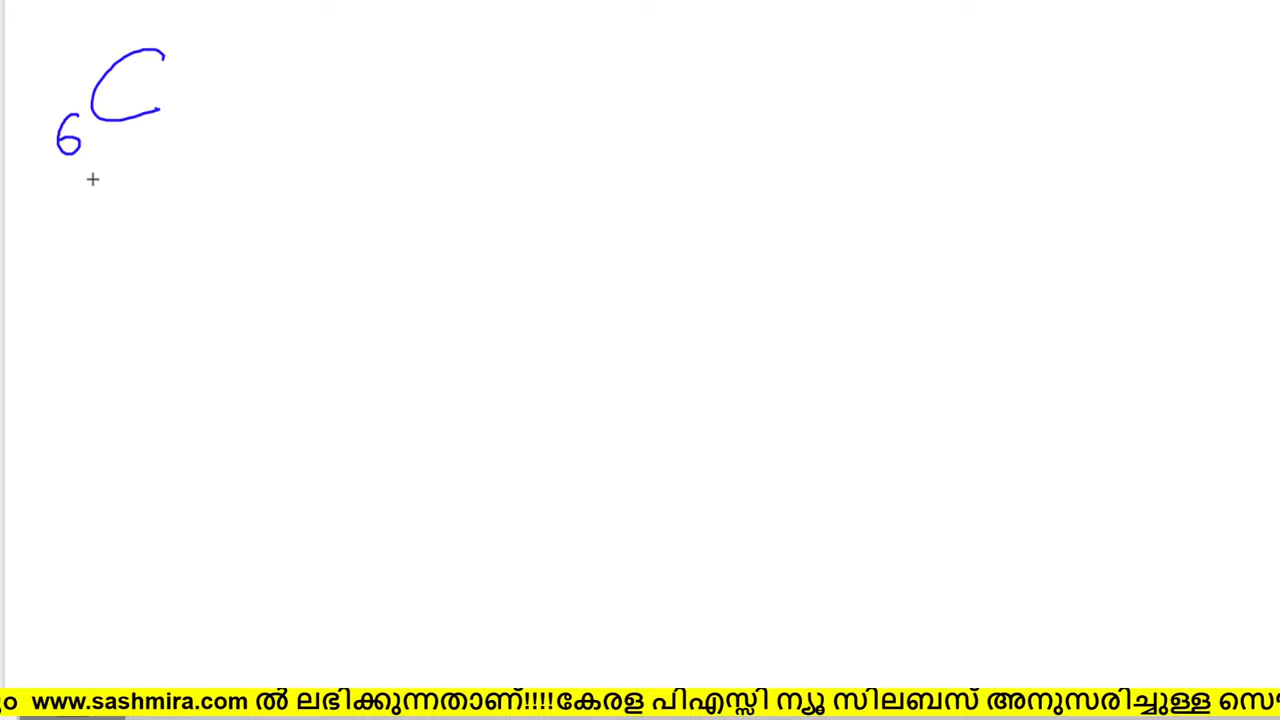 ₆C
www.sashmira.com ൽ ലഭിക്കുന്നതാണ്!!!!കേരള പിഎസ്സി ന്യൂ സിലബസ് അനുസരിച്ചുള്ള